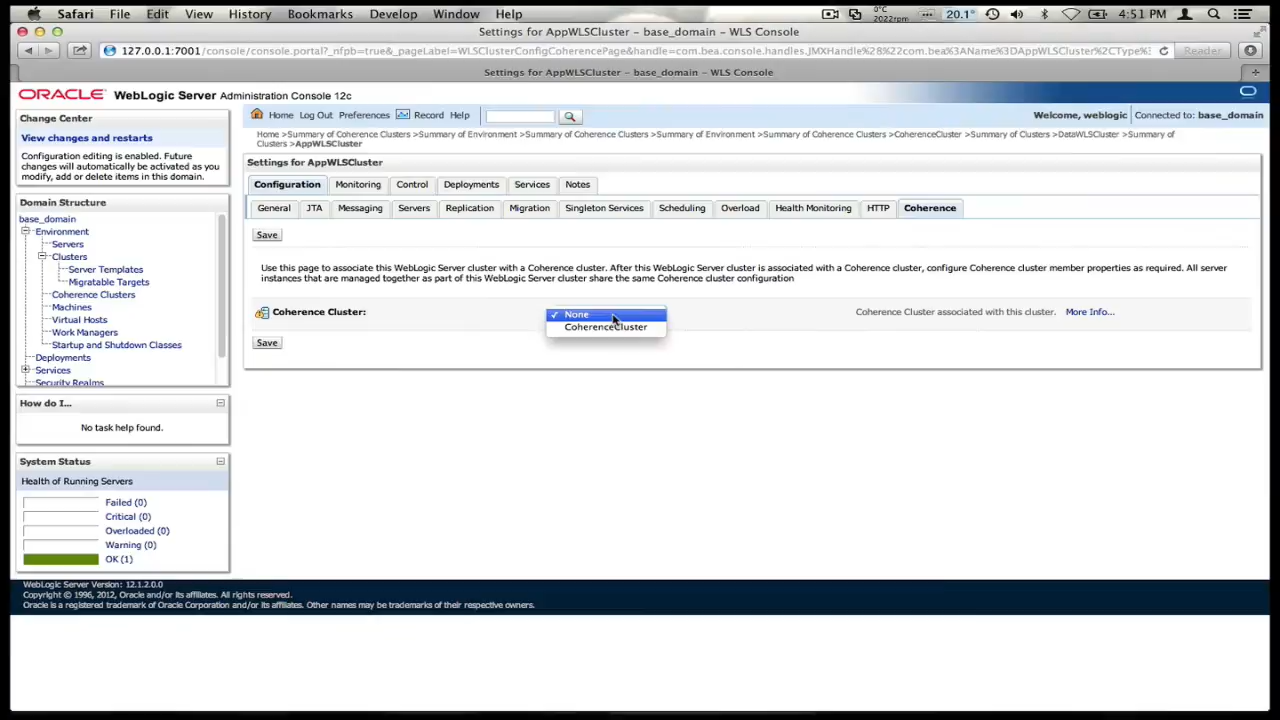 Safari File Edit View History Bookmarks Develop Window Help 0°C 2022rpm 20.1° 4:51 PM
Settings for AppWLSCluster – base_domain – WLS Console
127.0.0.1:7001/console/console.portal?_nfpb=true&_pageLabel=WLSClusterConfigCoherencePage&handle=com.bea.console.handles.JMXHandle%28%22com.bea%3AName%3DAppWLSCluster%2CType%3 Reader
Settings for AppWLSCluster – base_domain – WLS Console
ORACLE WebLogic Server Administration Console 12c
Change Center
View changes and restarts
Configuration editing is enabled. Future
changes will automatically be activated as you
modify, add or delete items in this domain.
Domain Structure
base_domain
Environment
Servers
Clusters
Server Templates
Migratable Targets
Coherence Clusters
Machines
Virtual Hosts
Work Managers
Startup and Shutdown Classes
Deployments
Services
Security Realms
How do I...
No task help found.
System Status
Health of Running Servers
Failed (0)
Critical (0)
Overloaded (0)
Warning (0)
OK (1)
Home Log Out Preferences Record Help
Welcome, weblogic Connected to: base_domain
Home >Summary of Coherence Clusters >Summary of Environment >Summary of Coherence Clusters >Summary of Environment >Summary of Coherence Clusters >CoherenceCluster >Summary of Clusters >DataWLSCluster >Summary of
Clusters >AppWLSCluster
Settings for AppWLSCluster
Configuration Monitoring Control Deployments Services Notes
General JTA Messaging Servers Replication Migration Singleton Services Scheduling Overload Health Monitoring HTTP Coherence
Save
Use this page to associate this WebLogic Server cluster with a Coherence cluster. After this WebLogic Server cluster is associated with a Coherence cluster, configure Coherence cluster member properties as required. All server
instances that are managed together as part of this WebLogic Server cluster share the same Coherence cluster configuration
Coherence Cluster: ✓ None Coherence Cluster associated with this cluster. More Info...
CoherenceCluster
Save
WebLogic Server Version: 12.1.2.0.0
Copyright © 1996, 2012, Oracle and/or its affiliates. All rights reserved.
Oracle is a registered trademark of Oracle Corporation and/or its affiliates. Other names may be trademarks of their respective owners.